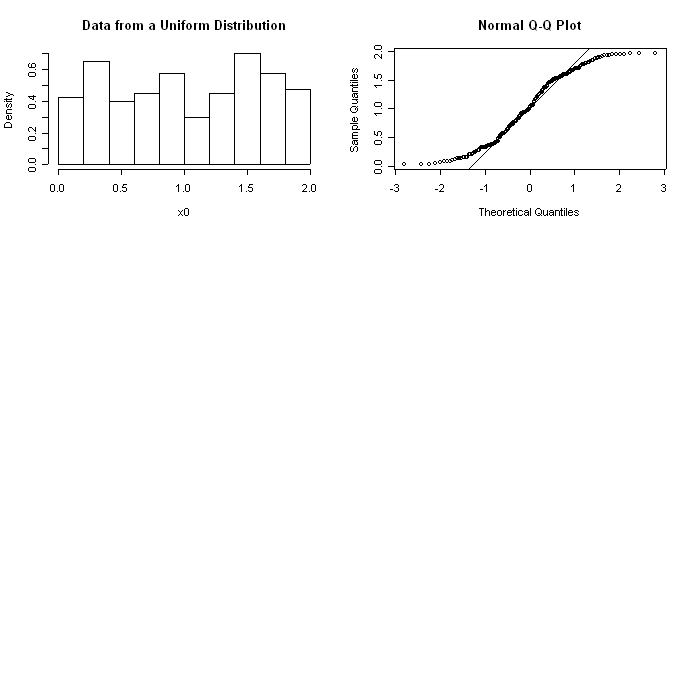 Data from a Uniform Distribution
Density
0.0 0.2 0.4 0.6
0.0 0.5 1.0 1.5 2.0
x0
Normal Q-Q Plot
Sample Quantiles
0.0 0.5 1.0 1.5 2.0
-3 -2 -1 0 1 2 3
Theoretical Quantiles